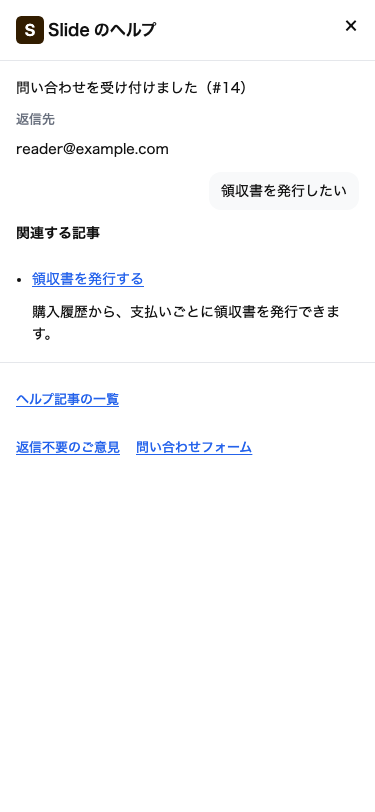 S Slide のヘルプ
×
問い合わせを受け付けました（#14）
返信先
reader@example.com
領収書を発行したい
関連する記事
• 領収書を発行する
購入履歴から、支払いごとに領収書を発行できま
す。
ヘルプ記事の一覧
返信不要のご意見 問い合わせフォーム